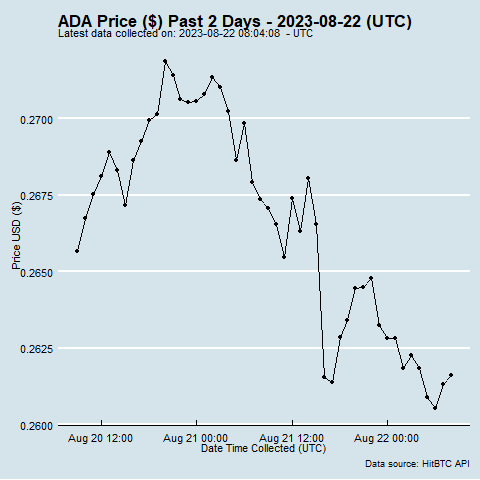 ADA Price ($) Past 2 Days - 2023-08-22 (UTC)
Latest data collected on: 2023-08-22 08:04:08 - UTC
0.2700
0.2675
0.2650
0.2625
0.2600
Price USD ($)
Aug 20 12:00 Aug 21 00:00 Aug 21 12:00 Aug 22 00:00
Date Time Collected (UTC)
Data source: HitBTC API